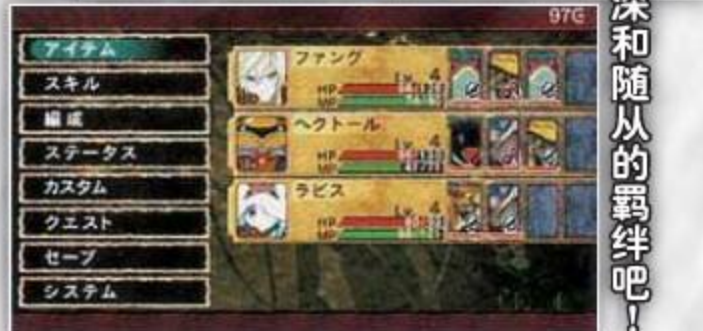 97G
アイテム
スキル
編成
ステータス
カスタム
クエスト
セーブ
システム
ファング
Lv 4
HP
MP
ヘクトール
Lv 4
HP
MP
ラピス
Lv 4
HP
MP
深和随从的羁绊吧！